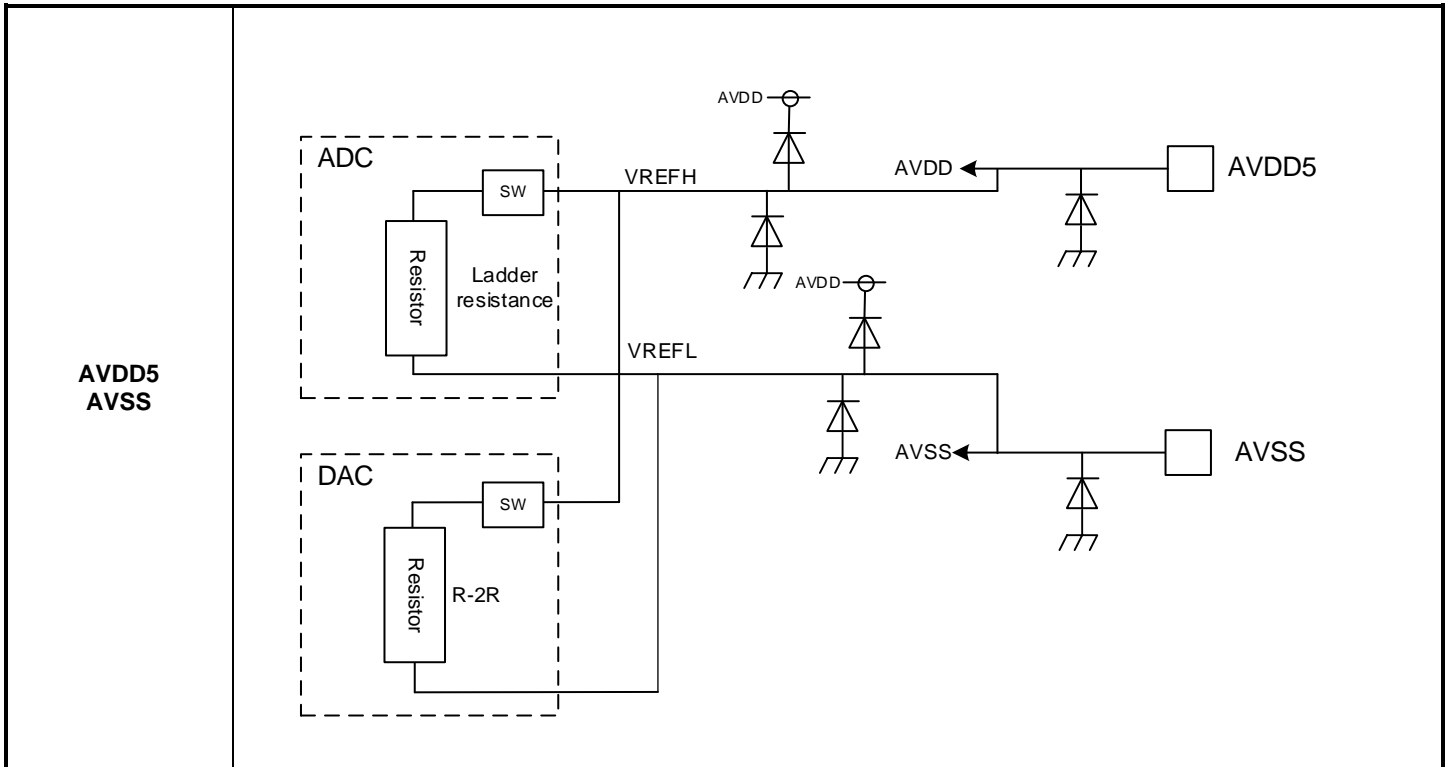 AVDD5
AVSS
AVDD
ADC
SW
VREFH
AVDD
AVDD5
Resistor
Ladder
resistance
AVDD
VREFL
AVSS
AVSS
DAC
SW
Resistor
R-2R